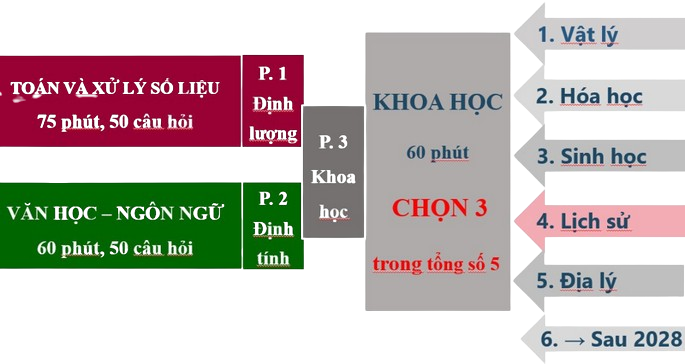 TOÁN VÀ XỬ LÝ SỐ LIỆU
75 phút, 50 câu hỏi
P. 1
Định
lượng
VĂN HỌC – NGÔN NGỮ
60 phút, 50 câu hỏi
P. 2
Định
tính
P. 3
Khoa
học
KHOA HỌC
60 phút
CHỌN 3
trong tổng số 5
1. Vật lý
2. Hóa học
3. Sinh học
4. Lịch sử
5. Địa lý
6. → Sau 2028